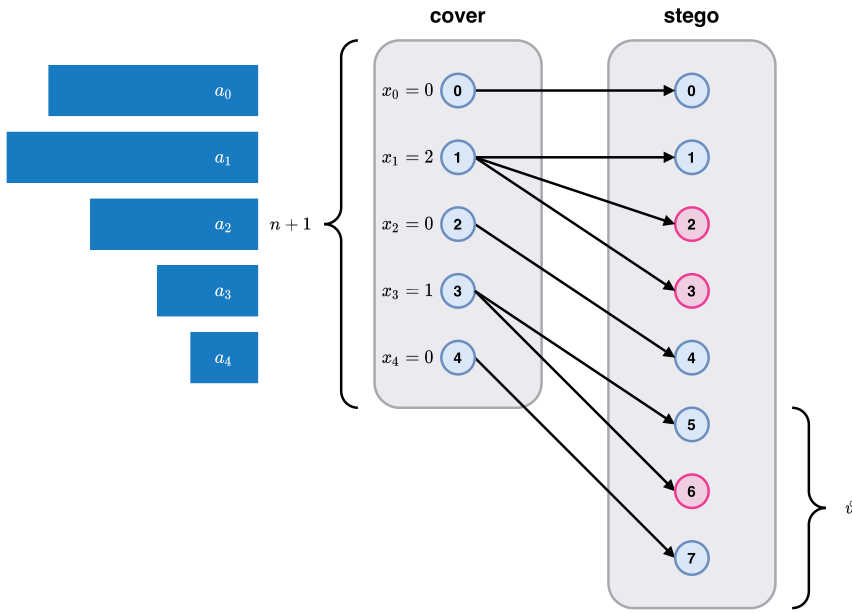 cover stego
a₀ x₀ = 0 0 0
a₁ x₁ = 2 1 1
a₂ n + 1 x₂ = 0 2 2
a₃ x₃ = 1 3 3
a₄ x₄ = 0 4 4
5
6
7